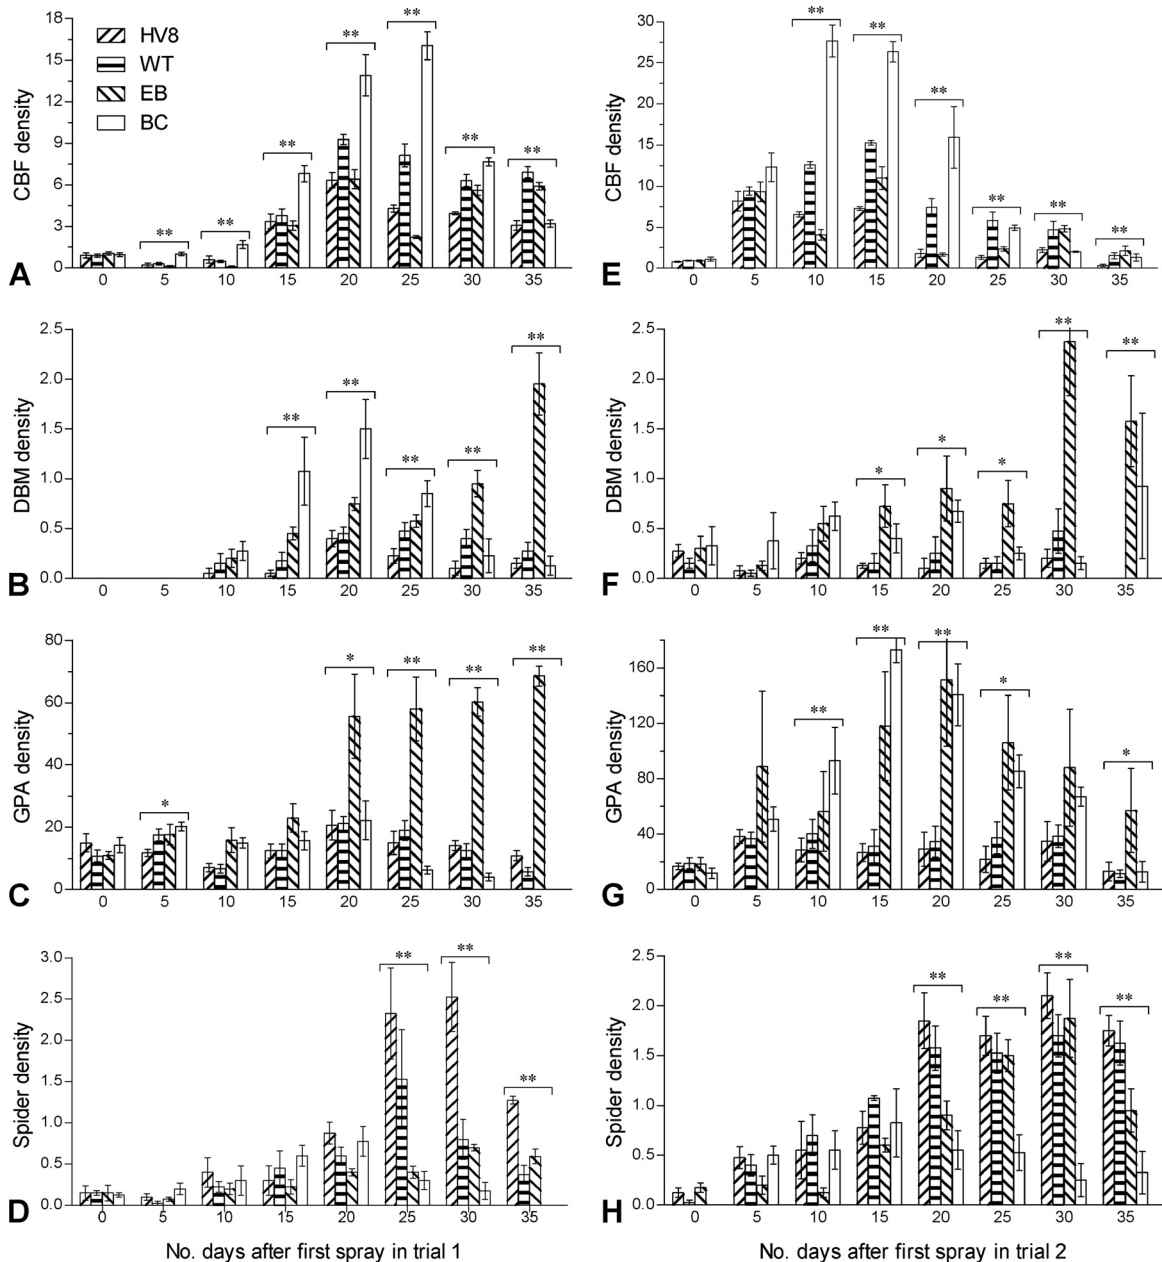 18
15
12
9
6
3
0
CBF density
HV8
WT
EB
BC
**
**
**
**
**
**
**
A
0 5 10 15 20 25 30 35
30
25
20
15
10
5
0
CBF density
**
**
**
**
**
**
E
0 5 10 15 20 25 30 35
2.5
2.0
1.5
1.0
0.5
0.0
DBM density
**
**
**
**
**
B
0 5 10 15 20 25 30 35
2.5
2.0
1.5
1.0
0.5
0.0
DBM density
*
*
*
**
**
F
0 5 10 15 20 25 30 35
80
60
40
20
0
GPA density
*
*
**
**
**
C
0 5 10 15 20 25 30 35
160
120
80
40
0
GPA density
**
**
**
*
*
G
0 5 10 15 20 25 30 35
3.0
2.5
2.0
1.5
1.0
0.5
0.0
Spider density
**
**
**
D
0 5 10 15 20 25 30 35
No. days after first spray in trial 1
2.5
2.0
1.5
1.0
0.5
0.0
Spider density
**
**
**
**
H
0 5 10 15 20 25 30 35
No. days after first spray in trial 2